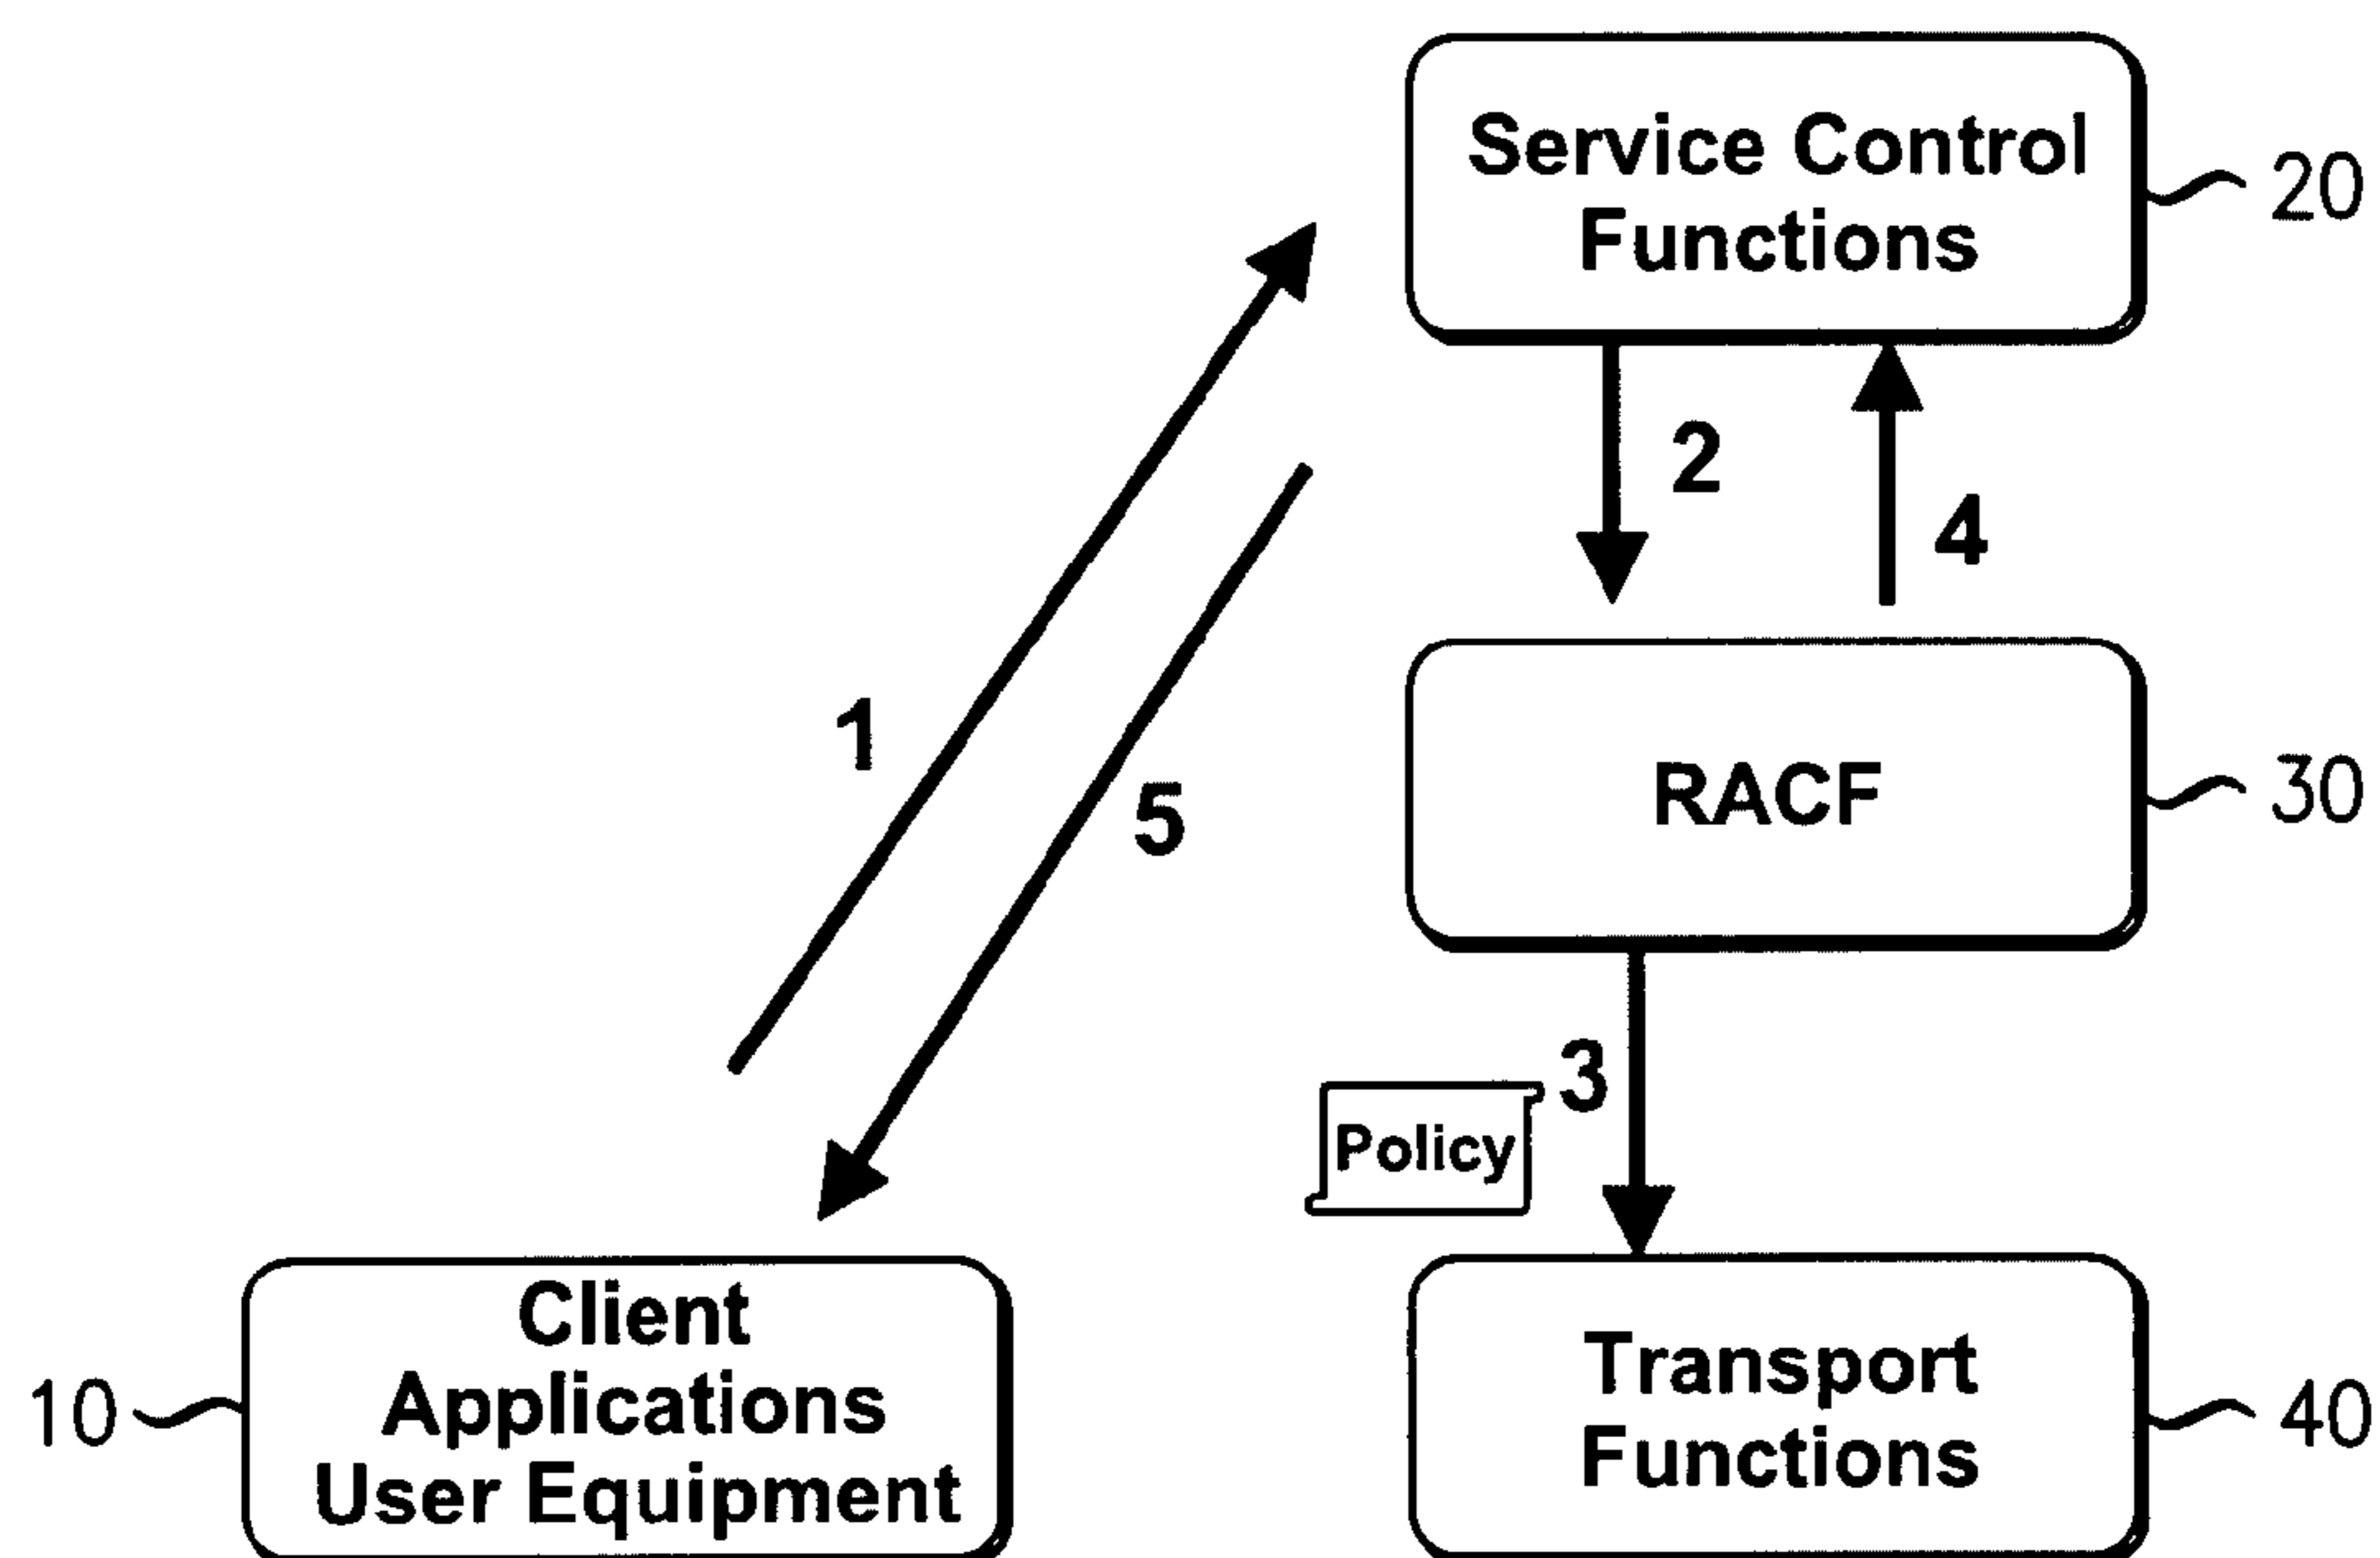 Service Control
Functions
20
2
4
1
5
RACF
30
3
Policy
Client
Applications
User Equipment
10
Transport
Functions
40